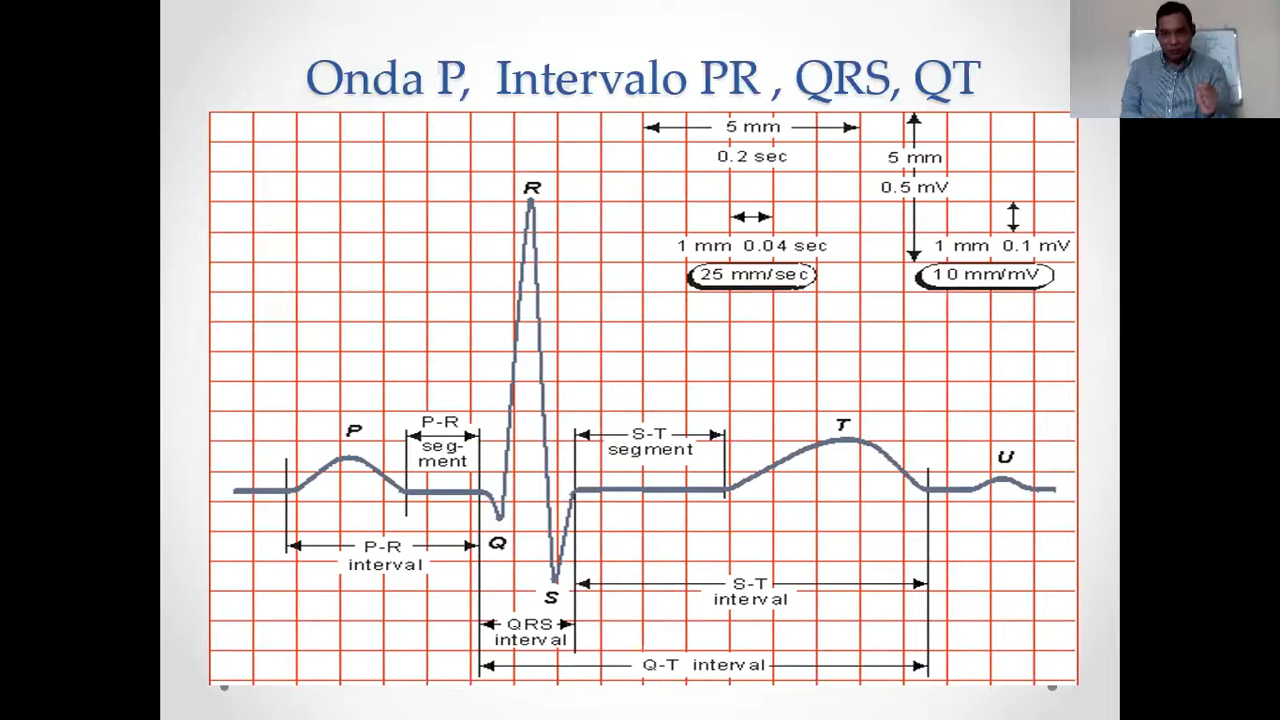 Onda P, Intervalo PR , QRS, QT
5 mm
0.2 sec
5 mm
0.5 mV
R
1 mm 0.04 sec
1 mm 0.1 mV
25 mm/sec
10 mm/mV
P-R
seg-
ment
P
S-T
segment
T
U
P-R
interval
Q
S
S-T
interval
QRS
interval
Q-T interval